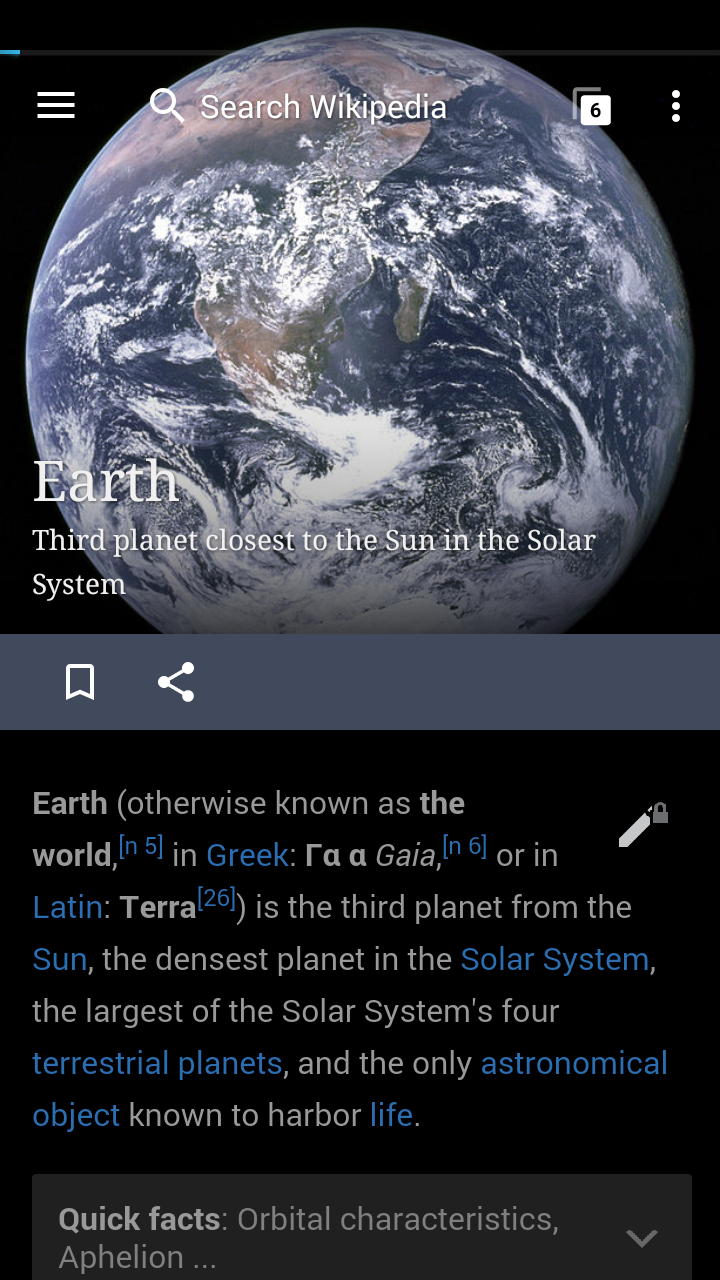 Search Wikipedia
6
Earth
Third planet closest to the Sun in the Solar
System
Earth (otherwise known as the
world,[n 5] in Greek: Γαα α Gaia,[n 6] or in
Latin: Terra[26]) is the third planet from the
Sun, the densest planet in the Solar System,
the largest of the Solar System's four
terrestrial planets, and the only astronomical
object known to harbor life.
Quick facts: Orbital characteristics,
Aphelion ...